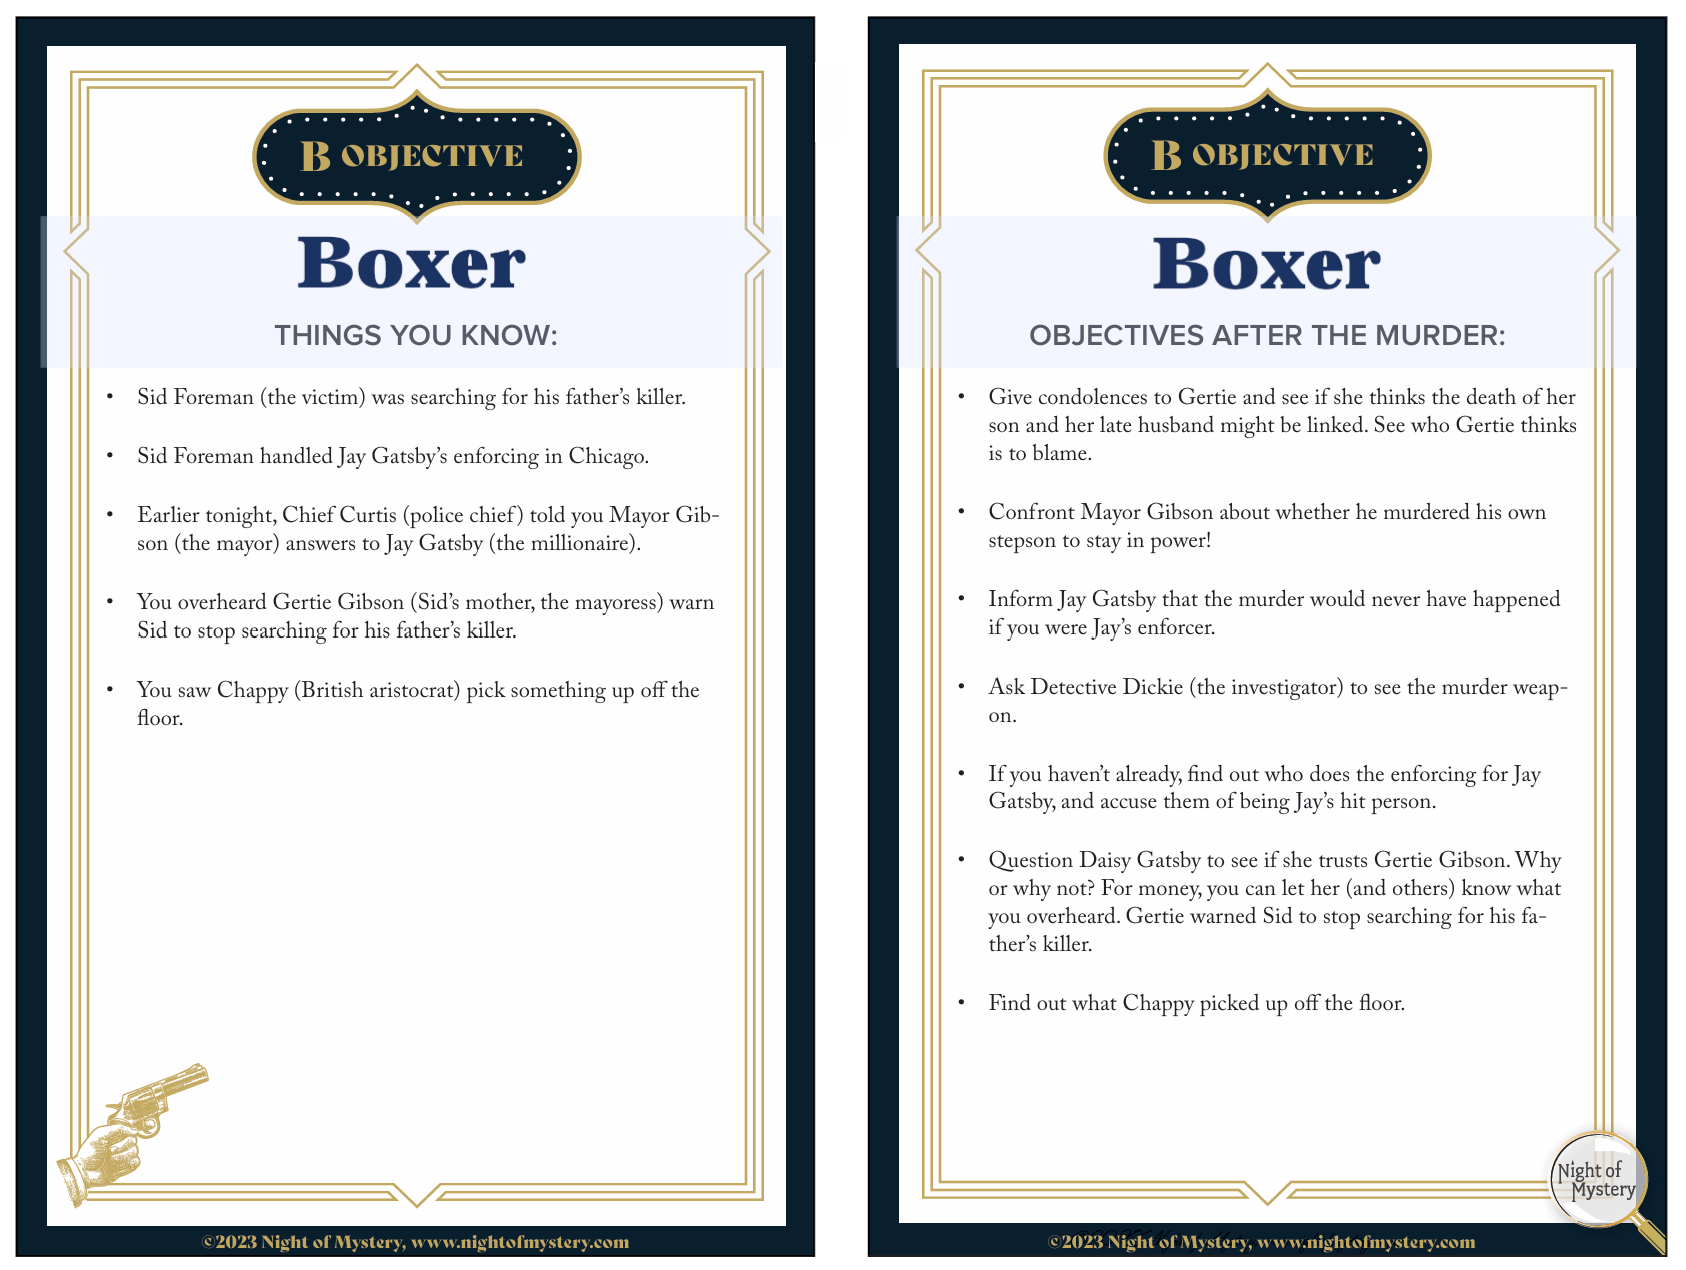 B OBJECTIVE
Boxer
THINGS YOU KNOW:
• Sid Foreman (the victim) was searching for his father’s killer.
• Sid Foreman handled Jay Gatsby’s enforcing in Chicago.
• Earlier tonight, Chief Curtis (police chief) told you Mayor Gib-
son (the mayor) answers to Jay Gatsby (the millionaire).
• You overheard Gertie Gibson (Sid’s mother, the mayoress) warn
Sid to stop searching for his father’s killer.
• You saw Chappy (British aristocrat) pick something up off the
floor.
©2023 Night of Mystery, www.nightofmystery.com
B OBJECTIVE
Boxer
OBJECTIVES AFTER THE MURDER:
• Give condolences to Gertie and see if she thinks the death of her
son and her late husband might be linked. See who Gertie thinks
is to blame.
• Confront Mayor Gibson about whether he murdered his own
stepson to stay in power!
• Inform Jay Gatsby that the murder would never have happened
if you were Jay’s enforcer.
• Ask Detective Dickie (the investigator) to see the murder weap-
on.
• If you haven’t already, find out who does the enforcing for Jay
Gatsby, and accuse them of being Jay’s hit person.
• Question Daisy Gatsby to see if she trusts Gertie Gibson. Why
or why not? For money, you can let her (and others) know what
you overheard. Gertie warned Sid to stop searching for his fa-
ther’s killer.
• Find out what Chappy picked up off the floor.
Night of
Mystery
©2023 Night of Mystery, www.nightofmystery.com